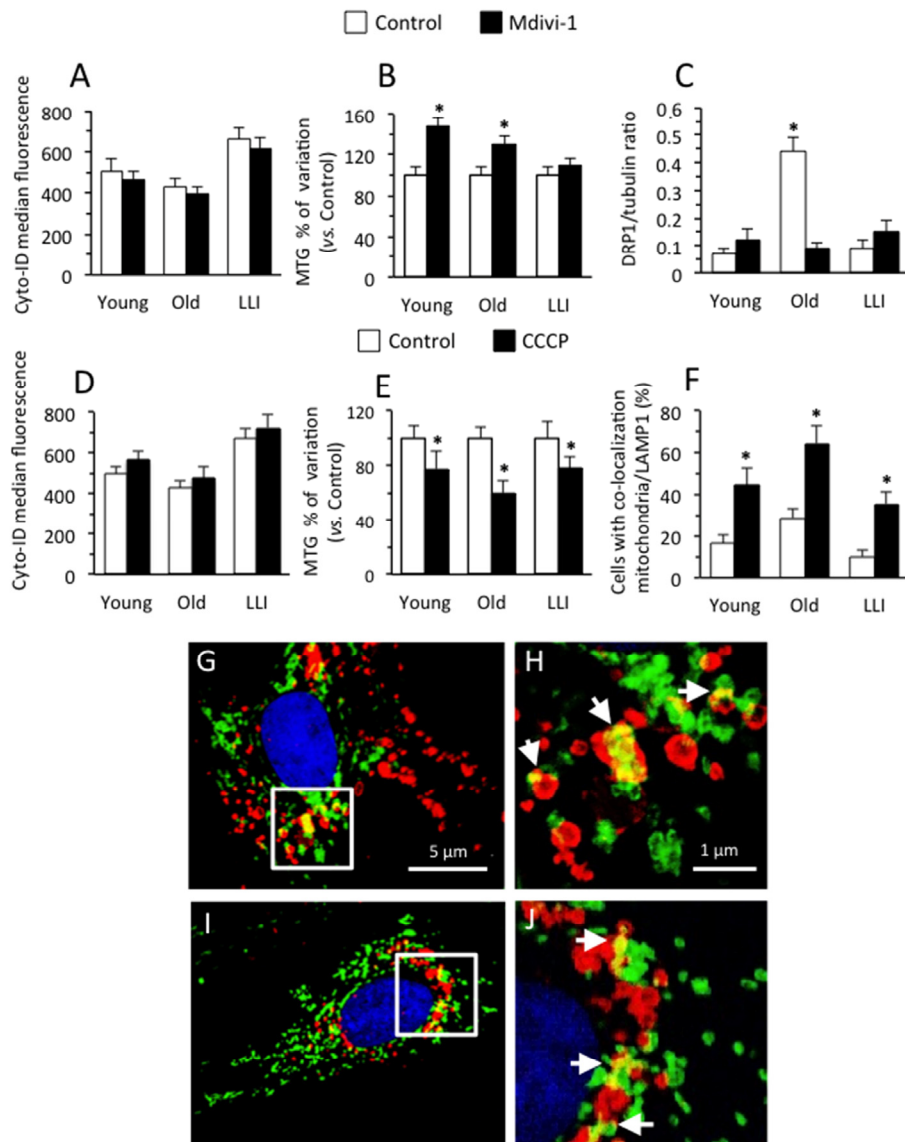 Control Mdivi-1
A
Cyto-ID median fluorescence
800
600
400
200
0
Young Old LLI
B
MTG % of variation
(vs. Control)
160
120
80
40
0
* *
Young Old LLI
C
DRP1/tubulin ratio
0.6
0.5
0.4
0.3
0.2
0.1
0
*
Young Old LLI
Control CCCP
D
Cyto-ID median fluorescence
800
600
400
200
0
Young Old LLI
E
MTG % of variation
(vs. Control)
120
80
40
0
* * *
Young Old LLI
F
Cells with co-localization
mitochondria/LAMP1 (%)
80
60
40
20
0
* * *
Young Old LLI
G
5 µm
H
1 µm
I
J